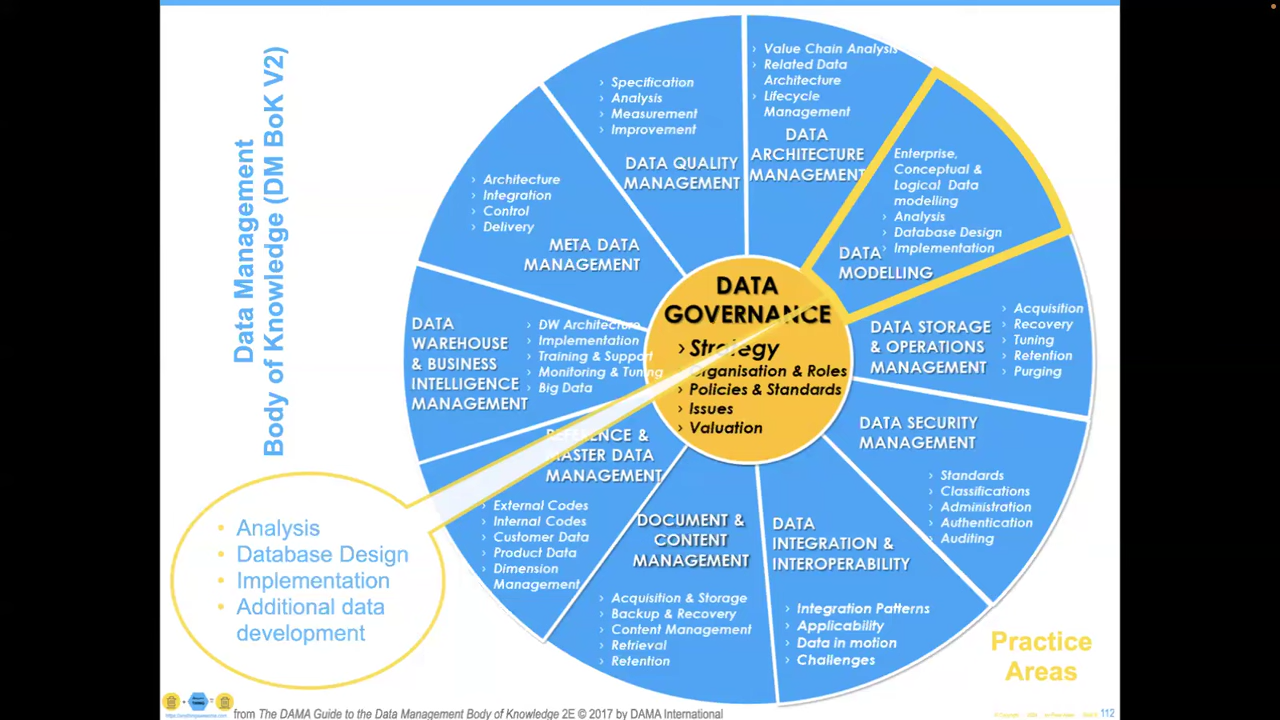 Data Management
Body of Knowledge (DM BoK V2)
› Value Chain Analysis
› Related Data
Architecture
› Lifecycle
Management
DATA
ARCHITECTURE
MANAGEMENT
Enterprise,
Conceptual &
Logical Data
modelling
› Analysis
› Database Design
› Implementation
DATA
MODELLING
› Acquisition
› Recovery
› Tuning
› Retention
› Purging
DATA STORAGE
& OPERATIONS
MANAGEMENT
DATA SECURITY
MANAGEMENT
› Standards
› Classifications
› Administration
› Authentication
› Auditing
DATA
INTEGRATION &
INTEROPERABILITY
› Integration Patterns
› Applicability
› Data in motion
› Challenges
DOCUMENT &
CONTENT
MANAGEMENT
› Acquisition & Storage
› Backup & Recovery
› Content Management
› Retrieval
› Retention
REFERENCE &
MASTER DATA
MANAGEMENT
› External Codes
› Internal Codes
› Customer Data
› Product Data
› Dimension
Management
DATA
WAREHOUSE
& BUSINESS
INTELLIGENCE
MANAGEMENT
› DW Architecture
› Implementation
› Training & Support
› Monitoring & Tuning
› Big Data
› Architecture
› Integration
› Control
› Delivery
META DATA
MANAGEMENT
› Specification
› Analysis
› Measurement
› Improvement
DATA QUALITY
MANAGEMENT
DATA
GOVERNANCE
› Strategy
› Organisation & Roles
› Policies & Standards
› Issues
› Valuation
• Analysis
• Database Design
• Implementation
• Additional data
development
Practice
Areas
from The DAMA Guide to the Data Management Body of Knowledge 2E © 2017 by DAMA International
112